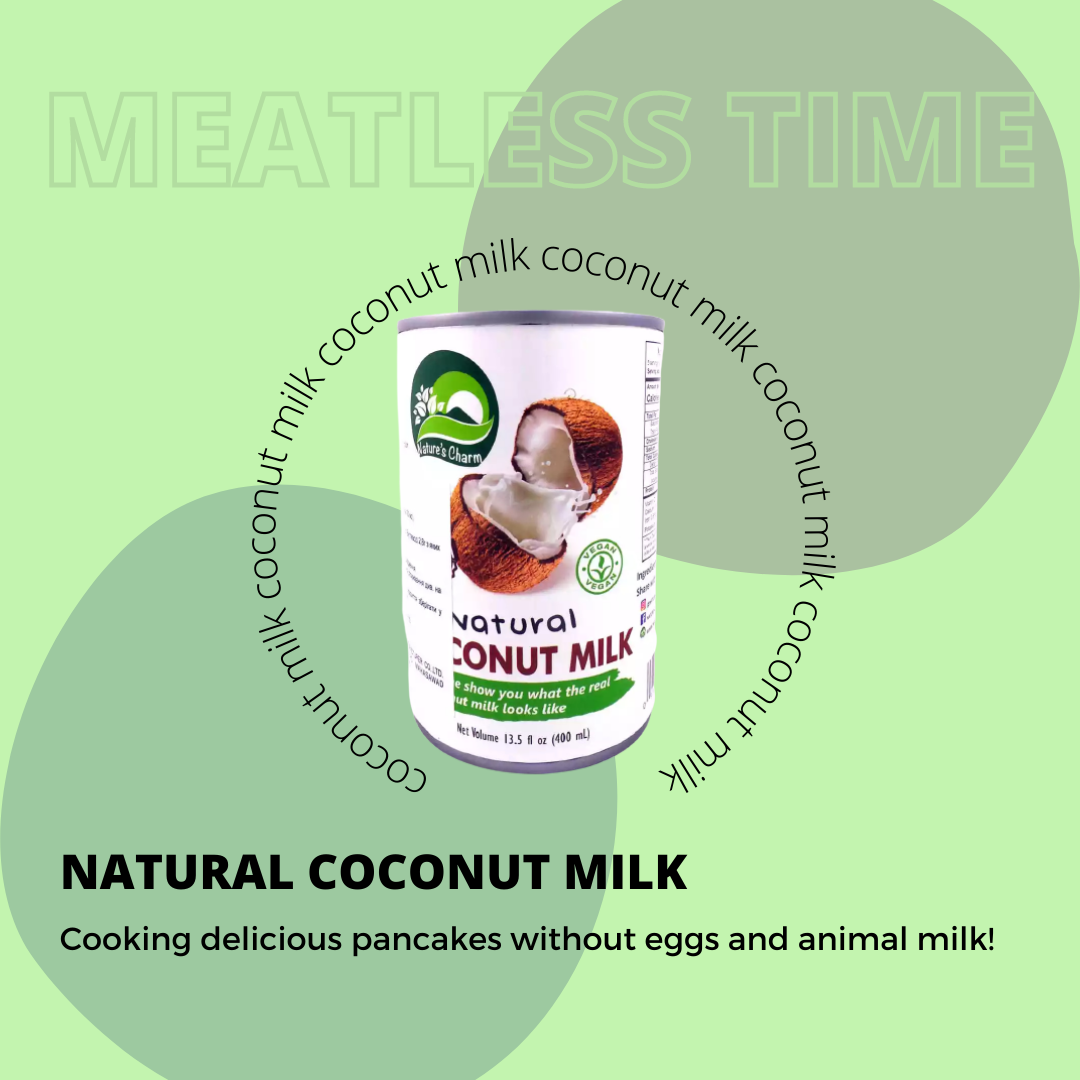 MEATLESS TIME
coconut milk coconut milk coconut milk coconut milk coconut milk coconut milk
Nature's Charm
VEGAN
VEGAN
Natural
CONUT MILK
show you what the real
milk looks like
Net Volume 13.5 fl oz (400 mL)
NATURAL COCONUT MILK
Cooking delicious pancakes without eggs and animal milk!